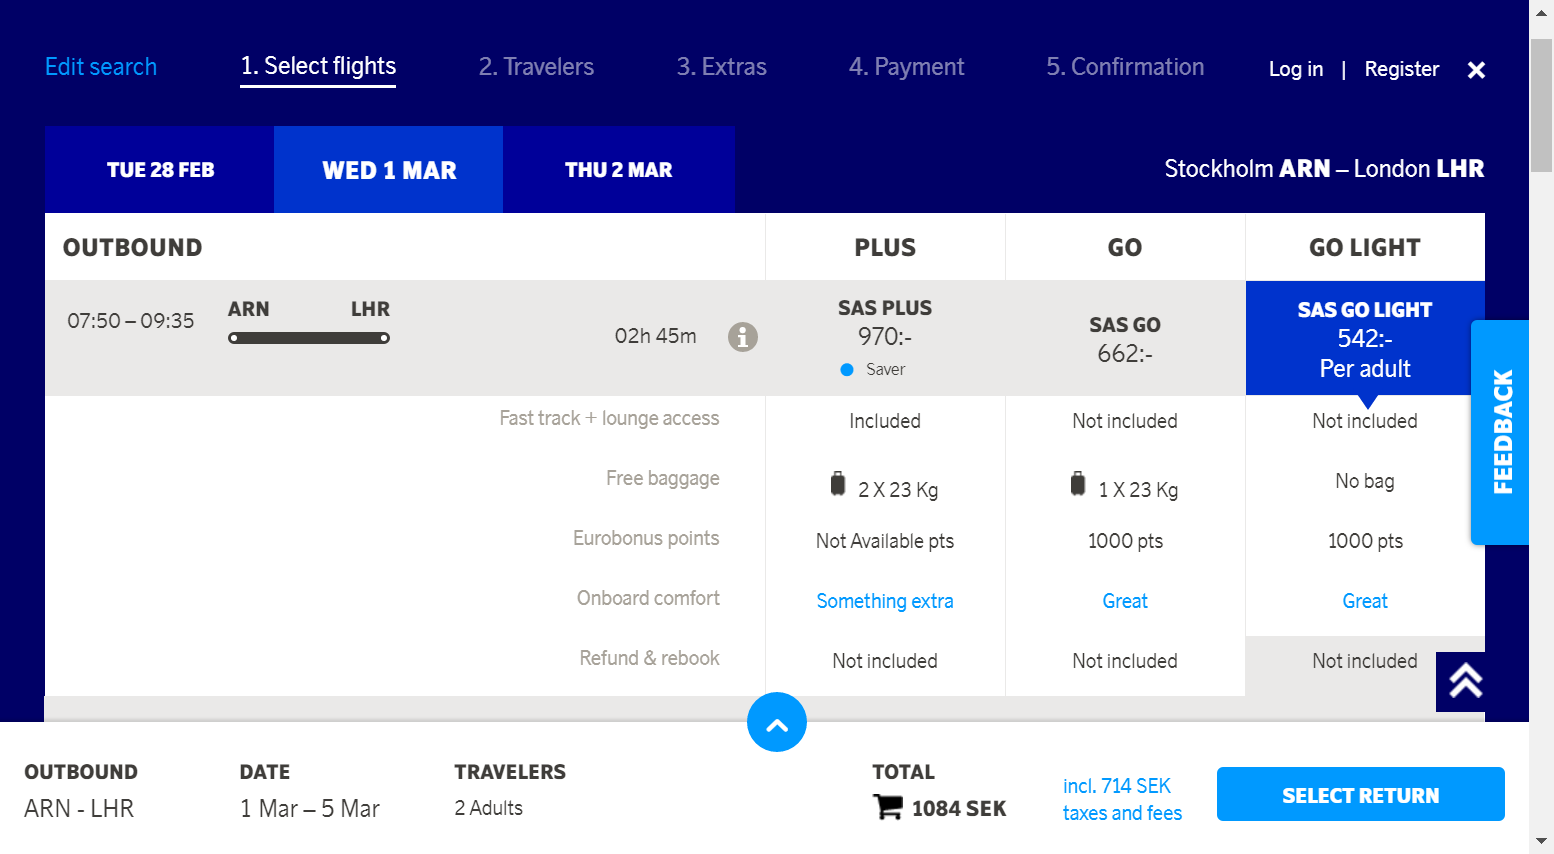 Edit search
1. Select flights
2. Travelers
3. Extras
4. Payment
5. Confirmation
Log in | Register
TUE 28 FEB
WED 1 MAR
THU 2 MAR
Stockholm ARN – London LHR
OUTBOUND
PLUS
GO
GO LIGHT
07:50 – 09:35
ARN
LHR
02h 45m
SAS PLUS
970:-
Saver
SAS GO
662:-
SAS GO LIGHT
542:-
Per adult
Fast track + lounge access
Included
Not included
Not included
Free baggage
2 X 23 Kg
1 X 23 Kg
No bag
Eurobonus points
Not Available pts
1000 pts
1000 pts
Onboard comfort
Something extra
Great
Great
Refund & rebook
Not included
Not included
Not included
FEEDBACK
OUTBOUND
ARN - LHR
DATE
1 Mar – 5 Mar
TRAVELERS
2 Adults
TOTAL
1084 SEK
incl. 714 SEK
taxes and fees
SELECT RETURN